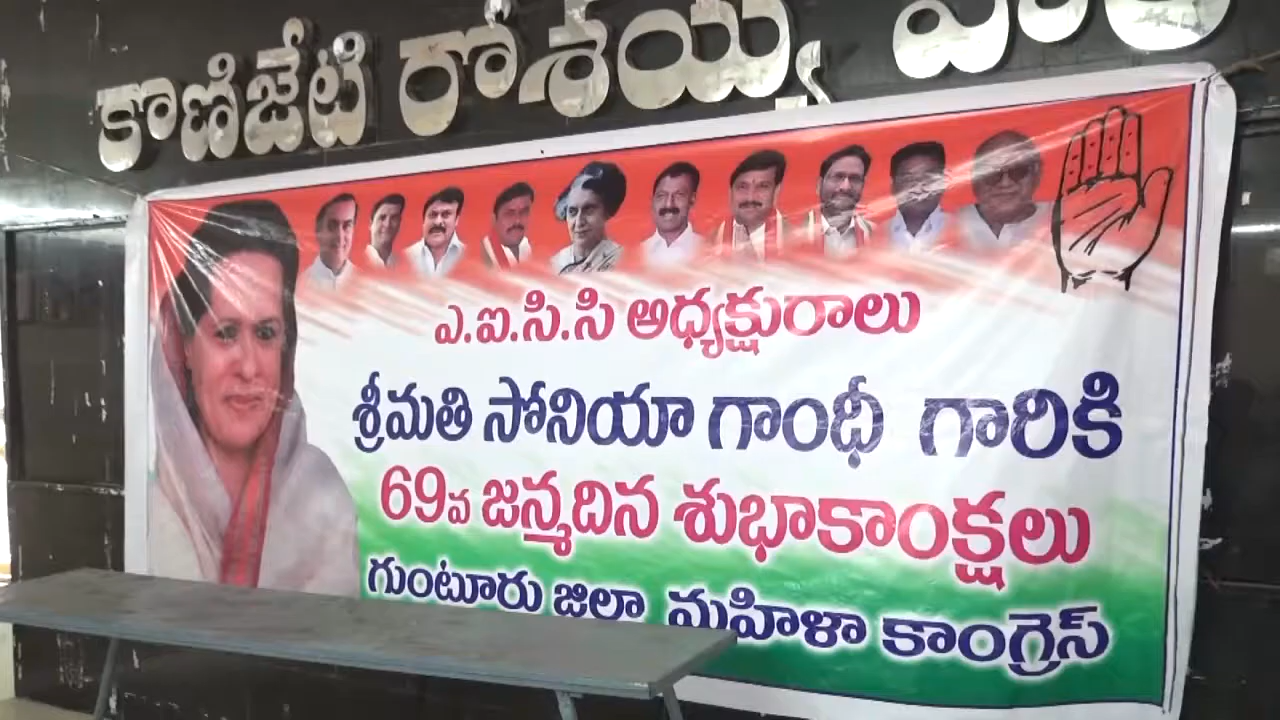 కొణిజేటి రోశయ్య
ఎ.ఐ.సి.సి అధ్యక్షురాలు
శ్రీమతి సోనియా గాంధీ గారికి
69వ జన్మదిన శుభాకాంక్షలు
గుంటూరు జిల్లా మహిళా కాంగ్రెస్